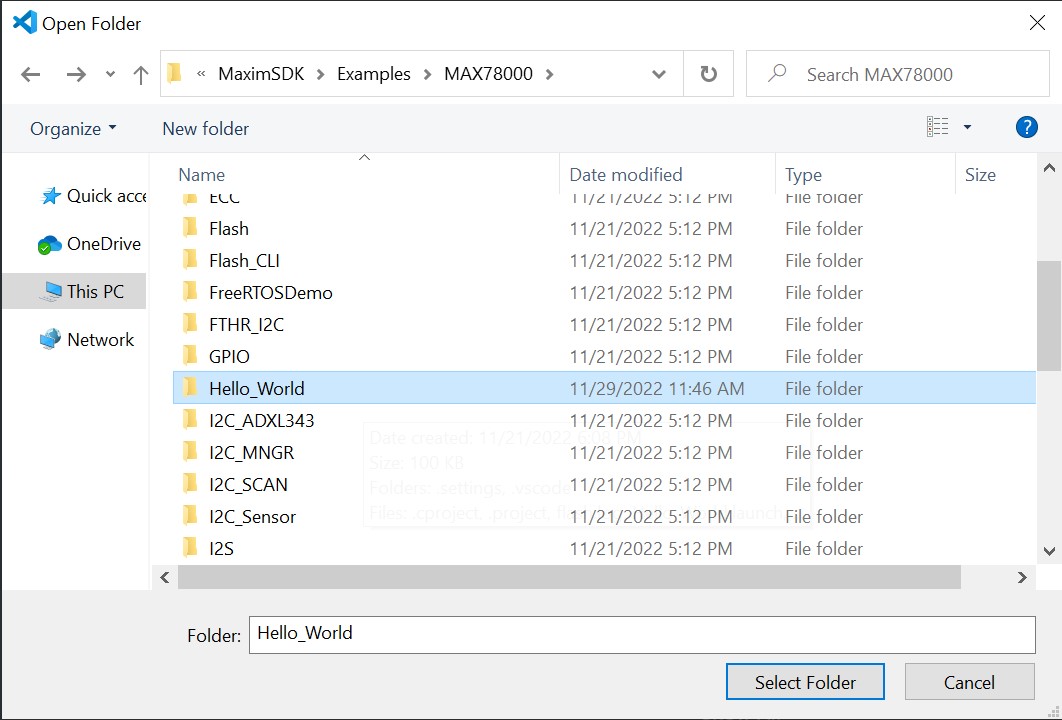 Open Folder
« MaximSDK > Examples > MAX78000 >
Search MAX78000
Organize
New folder
?
Name Date modified Type Size
ECC 11/21/2022 5:12 PM File folder
Flash 11/21/2022 5:12 PM File folder
Flash_CLI 11/21/2022 5:12 PM File folder
FreeRTOSDemo 11/21/2022 5:12 PM File folder
FTHR_I2C 11/21/2022 5:12 PM File folder
GPIO 11/21/2022 5:12 PM File folder
Hello_World 11/29/2022 11:46 AM File folder
I2C_ADXL343 11/21/2022 5:12 PM File folder
I2C_MNGR 11/21/2022 5:12 PM File folder
I2C_SCAN 11/21/2022 5:12 PM File folder
I2C_Sensor 11/21/2022 5:12 PM File folder
I2S 11/21/2022 5:12 PM File folder
Quick acce
OneDrive
This PC
Network
Date created: 11/21/2022 6:08 PM
Size: 100 KB
Folders: .settings, .vscode
Files: .cproject, .project,
Folder: Hello_World
Select Folder
Cancel